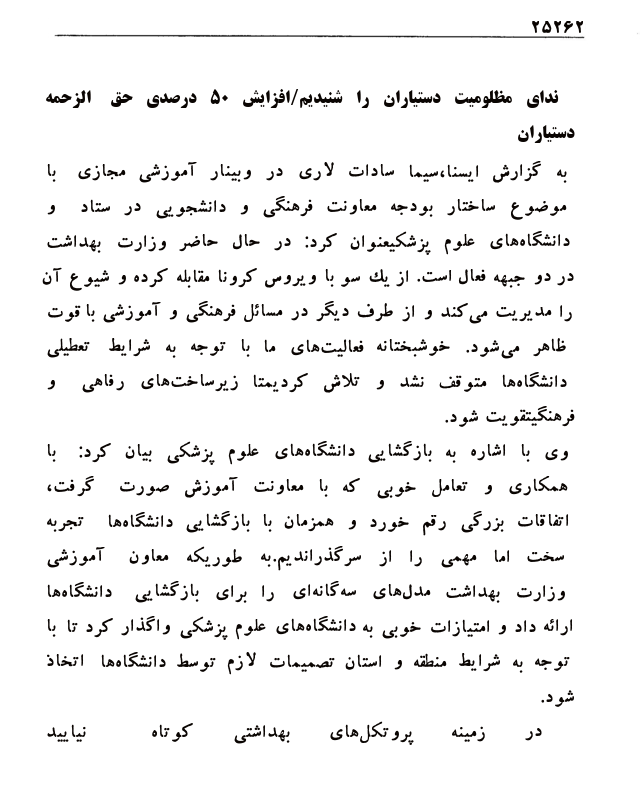 ۲۵۲۶۲
ندای مظلومیت دستیاران را شنیدیم/افزایش ۵۰ درصدی حق الزحمه
دستیاران
به گزارش ایسنا،سیما سادات لاری در وبینار آموزشی مجازی با
موضوع ساختار بودجه معاونت فرهنگی و دانشجویی در ستاد و
دانشگاه‌های علوم پزشکیعنوان کرد: در حال حاضر وزارت بهداشت
در دو جبهه فعال است. از یك سو با ویروس کرونا مقابله کرده و شیوع آن
را مدیریت می‌کند و از طرف دیگر در مسائل فرهنگی و آموزشی با قوت
ظاهر می‌شود. خوشبختانه فعالیت‌های ما با توجه به شرایط تعطیلی
دانشگاه‌ها متوقف نشد و تلاش کردیمتا زیرساخت‌های رفاهی و
فرهنگیتقویت شود.
وی با اشاره به بازگشایی دانشگاه‌های علوم پزشکی بیان کرد: با
همکاری و تعامل خوبی که با معاونت آموزش صورت گرفت،
اتفاقات بزرگی رقم خورد و همزمان با بازگشایی دانشگاه‌ها تجربه
سخت اما مهمی را از سرگذراندیم.به طوریکه معاون آموزشی
وزارت بهداشت مدل‌های سه‌گانه‌ای را برای بازگشایی دانشگاه‌ها
ارائه داد و امتیازات خوبی به دانشگاه‌های علوم پزشکی واگذار کرد تا با
توجه به شرایط منطقه و استان تصمیمات لازم توسط دانشگاه‌ها اتخاذ
شود.
در زمینه پروتکل‌های بهداشتی کوتاه نیایید